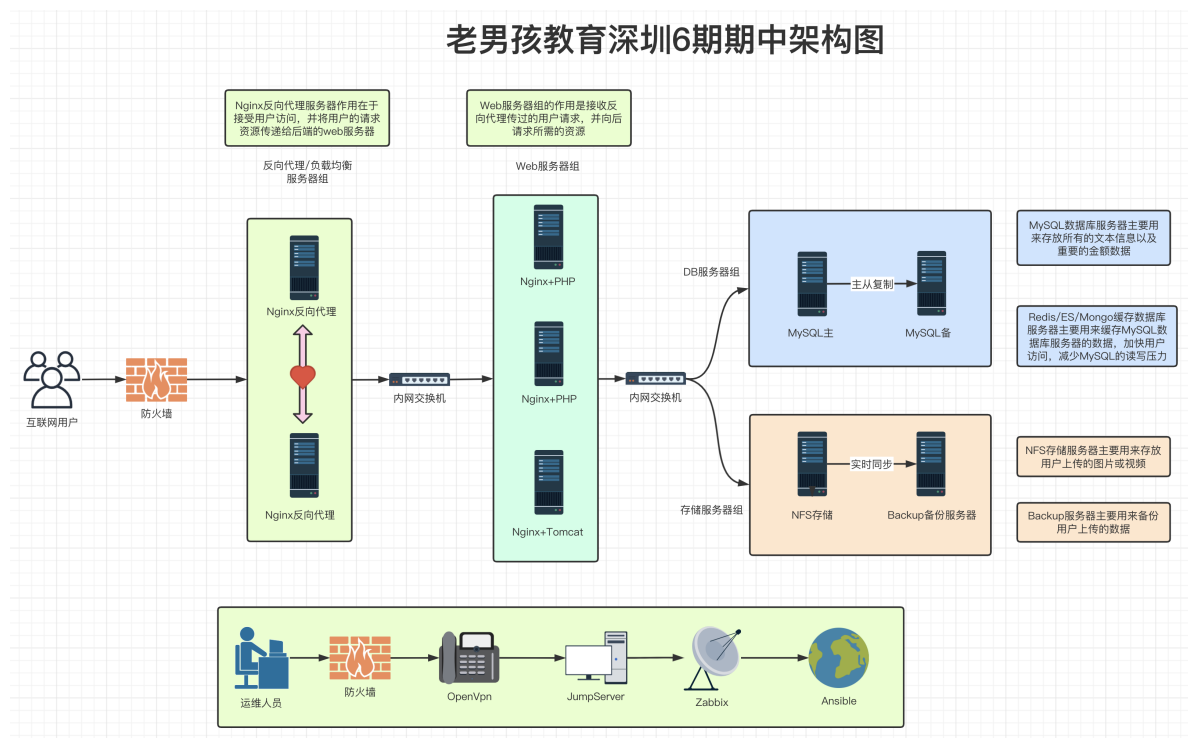 老男孩教育深圳6期期中架构图
Nginx反向代理服务器作用在于
接受用户访问，并将用户的请求
资源传递给后端的web服务器
Web服务器组的作用是接收反
向代理传过的用户请求，并向后
请求所需的资源
反向代理/负载均衡
服务器组
Web服务器组
Nginx反向代理
Nginx反向代理
互联网用户
防火墙
内网交换机
Nginx+PHP
Nginx+PHP
Nginx+Tomcat
内网交换机
DB服务器组
MySQL主
主从复制
MySQL备
存储服务器组
NFS存储
实时同步
Backup备份服务器
MySQL数据库服务器主要用
来存放所有的文本信息以及
重要的金额数据
Redis/ES/Mongo缓存数据库
服务器主要用来缓存MySQL数
据库服务器的数据，加快用户
访问，减少MySQL的读写压力
NFS存储服务器主要用来存放
用户上传的图片或视频
Backup服务器主要用来备份
用户上传的数据
运维人员
防火墙
OpenVpn
JumpServer
Zabbix
Ansible